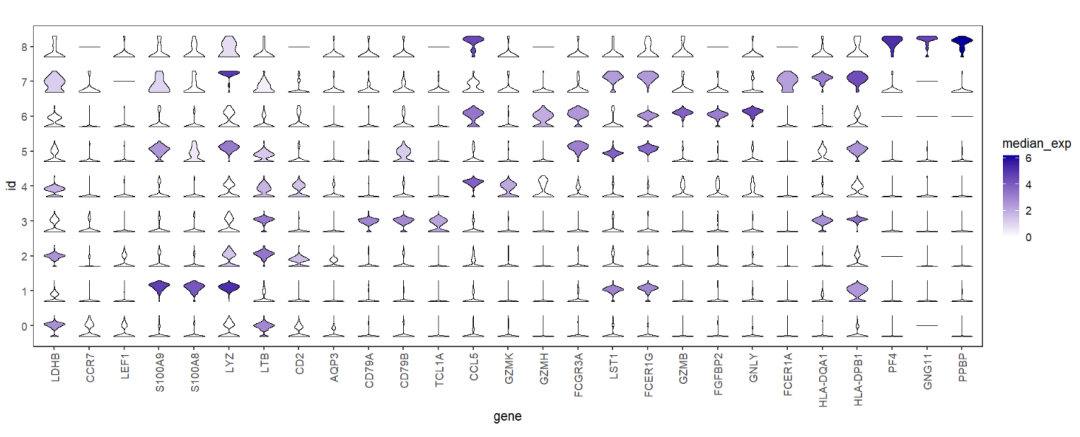 8
7
6
5
4
3
2
1
0
id
LDHB
CCR7
LEF1
S100A9
S100A8
LYZ
LTB
CD2
AQP3
CD79A
CD79B
TCL1A
CCL5
GZMK
GZMH
FCGR3A
LST1
FCER1G
GZMB
FGFBP2
GNLY
FCER1A
HLA-DQA1
HLA-DPB1
PF4
GNG11
PPBP
gene
median_exp
6
4
2
0